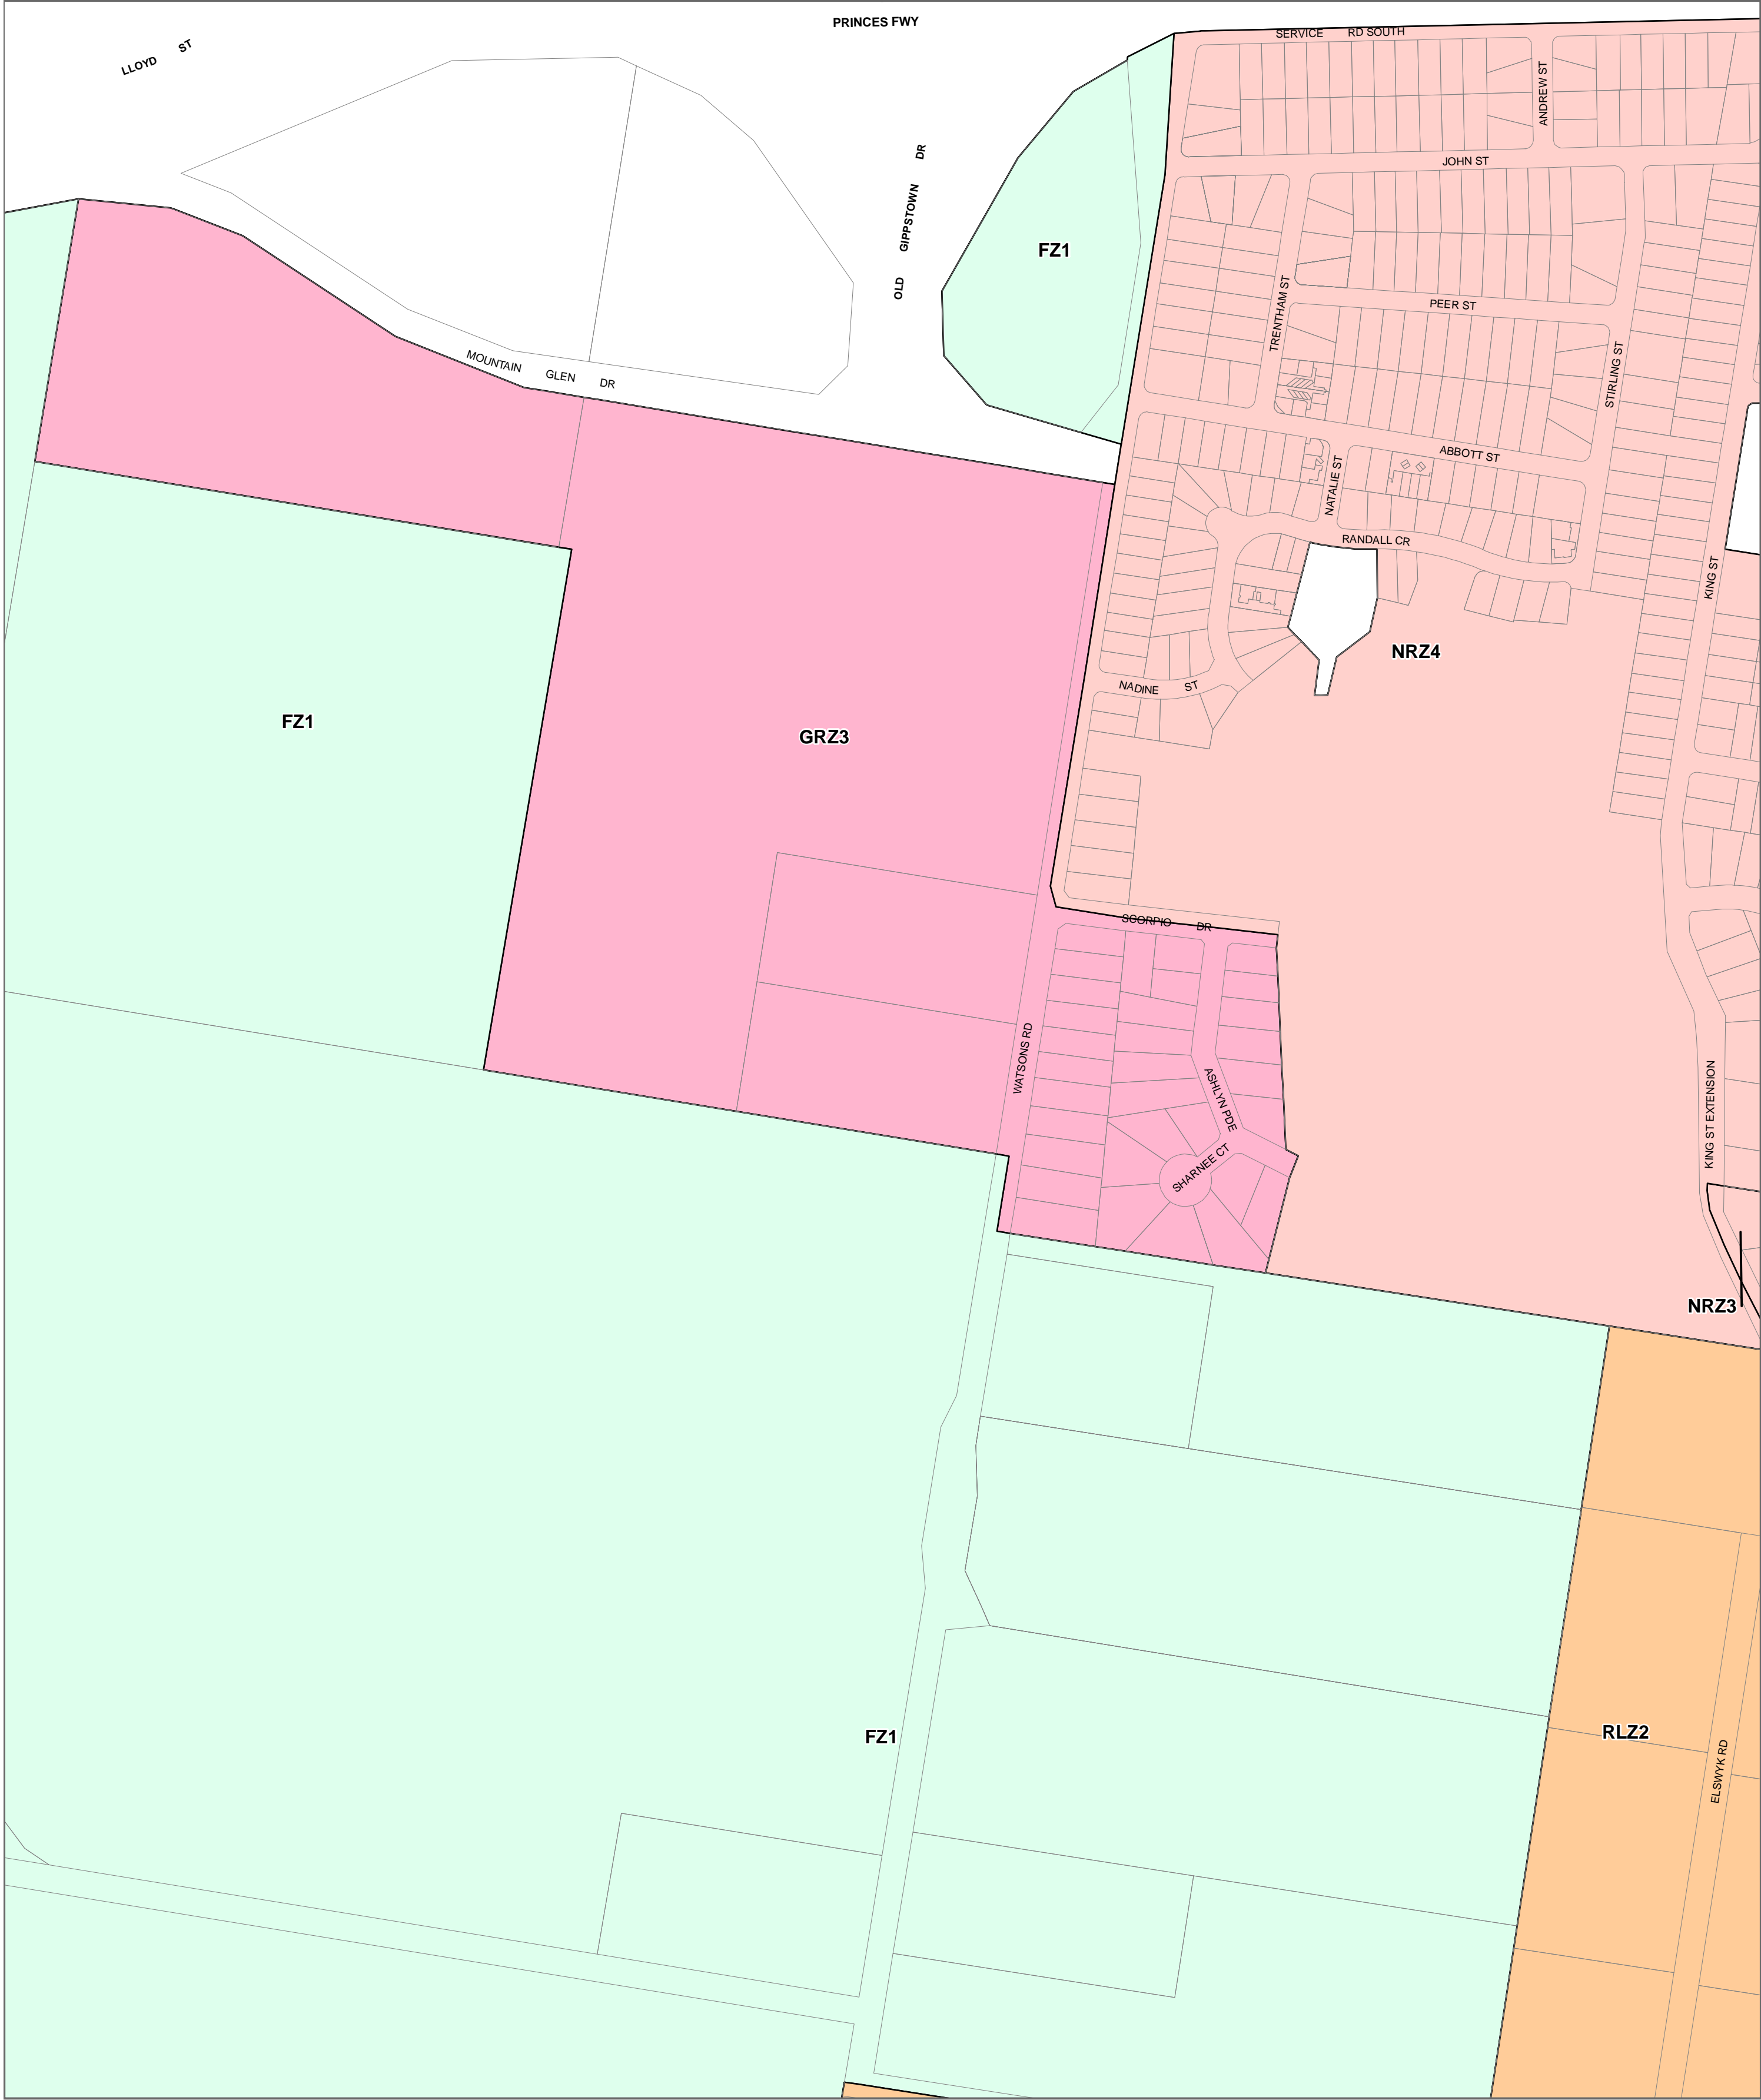 PRINCES FWY
LLOYD ST
SERVICE RD SOUTH
ANDREW ST
JOHN ST
OLD GIPPSTOWN DR
FZ1
TRENTHAM ST
PEER ST
STIRLING ST
MOUNTAIN GLEN DR
ABBOTT ST
NATALIE ST
RANDALL CR
KING ST
NRZ4
NADINE ST
FZ1
GRZ3
SCORPIO DR
WATSONS RD
ASHLYN PDE
SHARNEE CT
KING ST EXTENSION
NRZ3
FZ1
RLZ2
ELSWYK RD